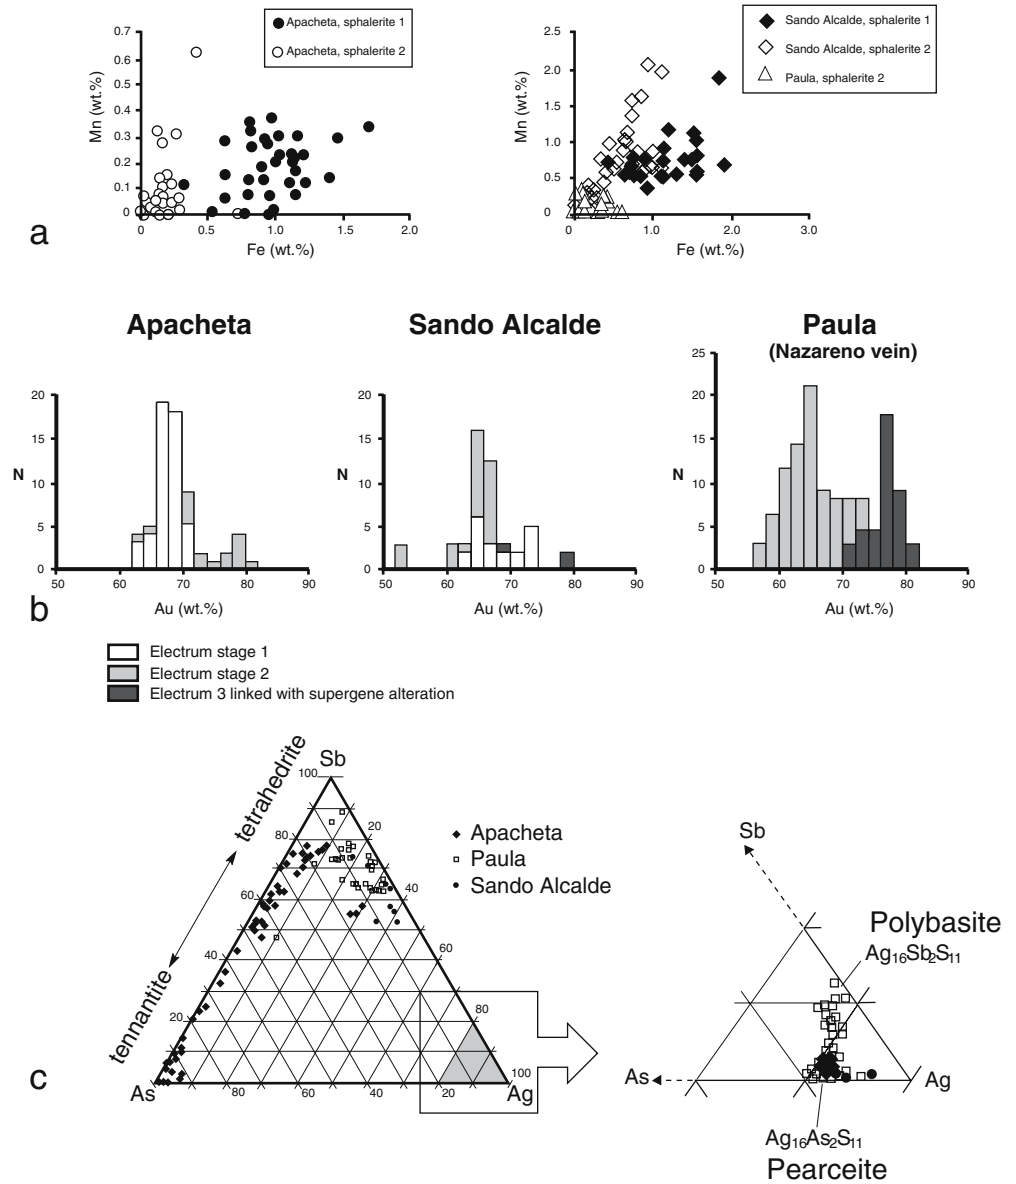 Apacheta, sphalerite 1
Apacheta, sphalerite 2
Mn (wt.%)
0.7
0.6
0.5
0.4
0.3
0.2
0.1
0
0 0.5 1.0 1.5 2.0
Fe (wt.%)
Sando Alcalde, sphalerite 1
Sando Alcalde, sphalerite 2
Paula, sphalerite 2
Mn (wt.%)
2.5
2.0
1.5
1.0
0.5
0
0 1.0 2.0 3.0
Fe (wt.%)
a
Apacheta
N
20
15
10
5
0
50 60 70 80 90
Au (wt.%)
Sando Alcalde
N
20
15
10
5
0
50 60 70 80 90
Au (wt.%)
Paula
(Nazareno vein)
N
25
20
15
10
5
0
50 60 70 80 90
Au (wt.%)
b
Electrum stage 1
Electrum stage 2
Electrum 3 linked with supergene alteration
tetrahedrite
tennantite
Sb
100
80
60
40
20
20
40
60
80
100
As
80 60 40 20
Ag
Apacheta
Paula
Sando Alcalde
c
Sb
Polybasite
Ag16Sb2S11
As
Ag
Ag16As2S11
Pearceite